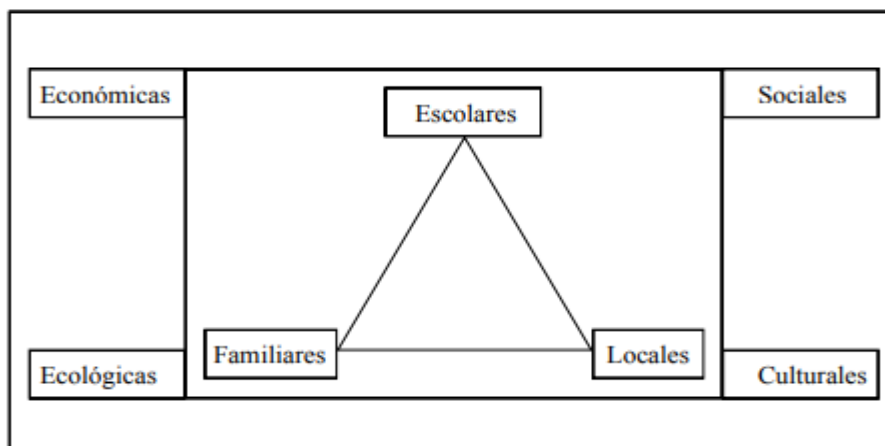 Económicas
Sociales
Escolares
Familiares
Locales
Ecológicas
Culturales